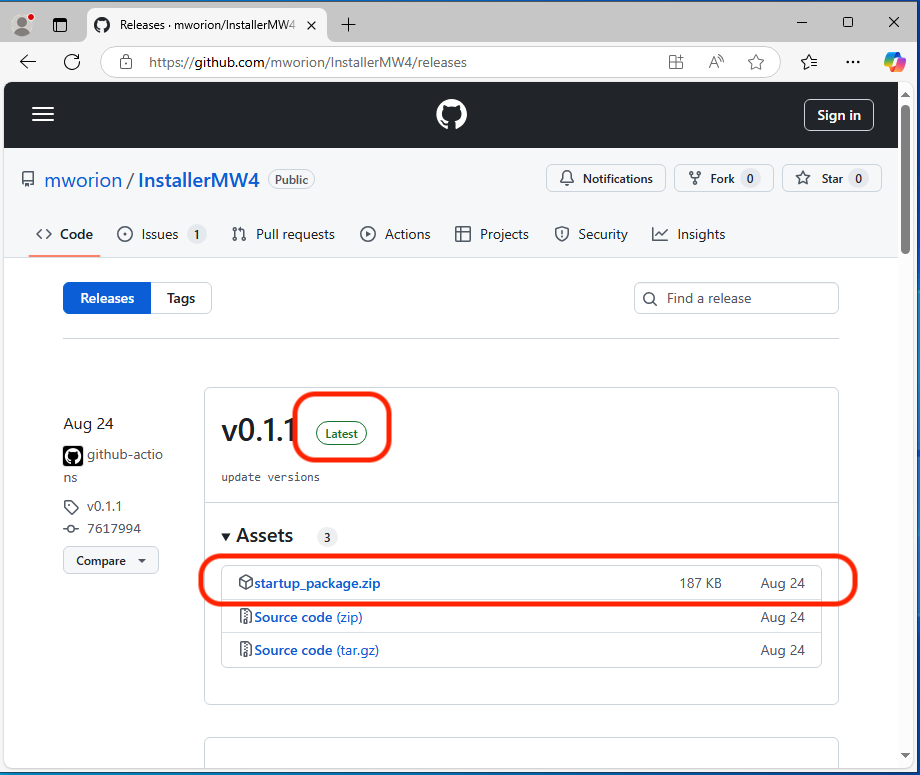 Releases · mworion/InstallerMW4
https://github.com/mworion/InstallerMW4/releases
Sign in
mworion / InstallerMW4 Public
Notifications Fork 0 Star 0
Code Issues 1 Pull requests Actions Projects Security Insights
Releases Tags Find a release
Aug 24
github-actio
ns
v0.1.1
7617994
Compare
v0.1.1 Latest
update versions
Assets 3
startup_package.zip 187 KB Aug 24
Source code (zip) Aug 24
Source code (tar.gz) Aug 24